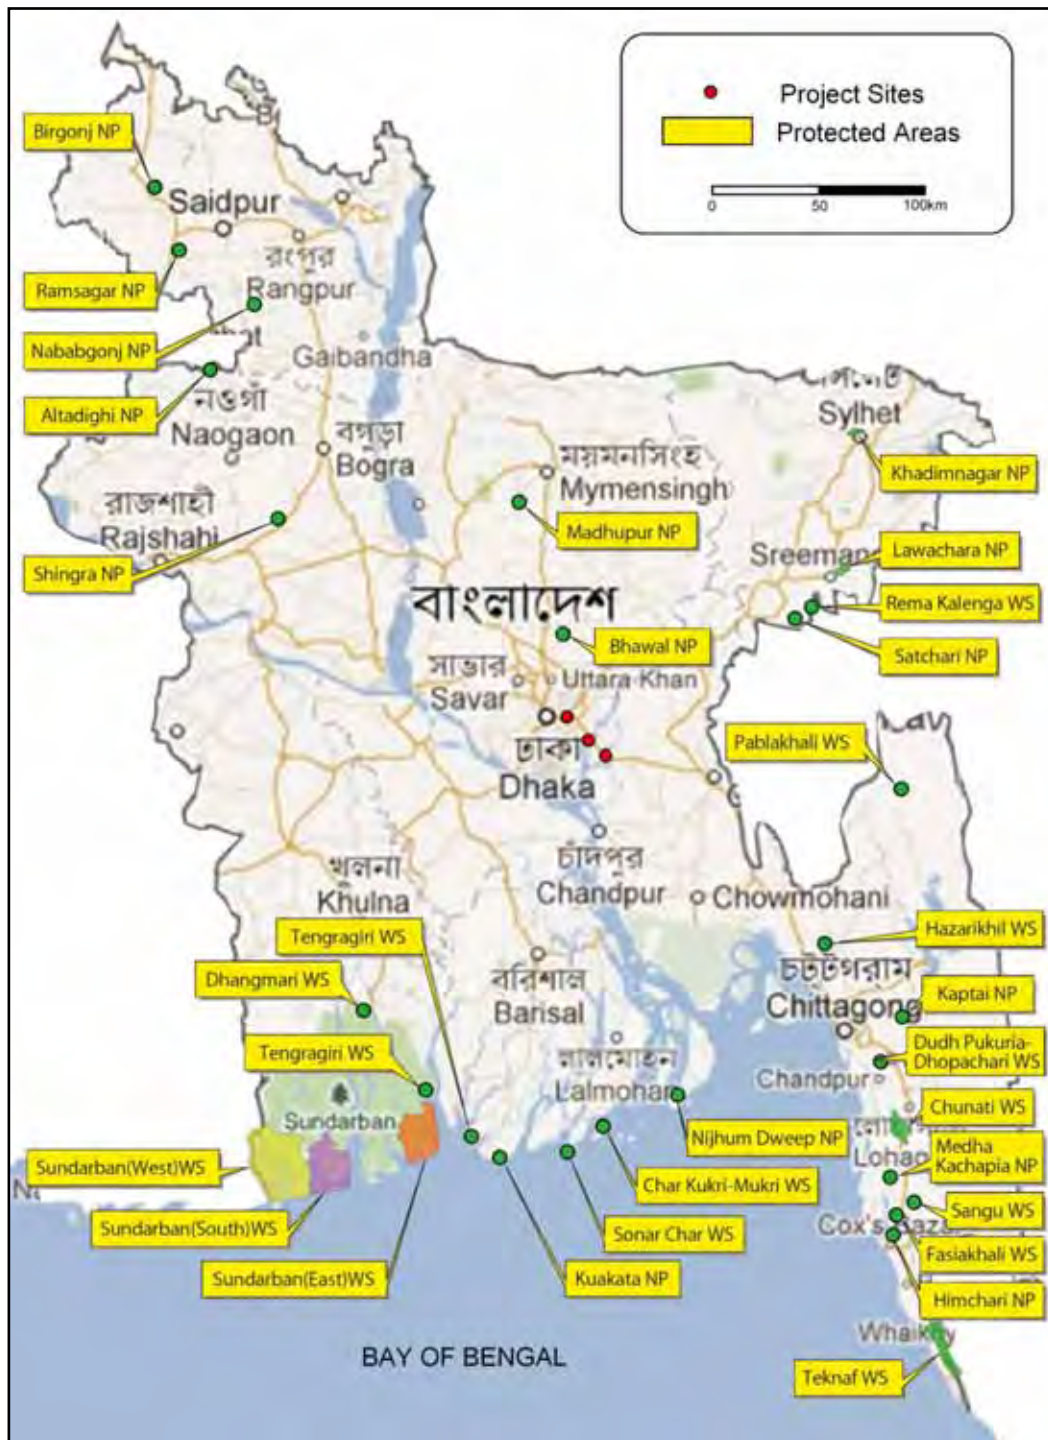 Project Sites
Protected Areas
0 50 100km
Birgonj NP
Saidpur
রংপুর
Rangpur
Ramsagar NP
Nababgonj NP
Gaibandha
Altadighi NP
নওগাঁ
Naogaon
বগুড়া
Bogra
ময়মনসিংহ
Mymensingh
Sylhet
Khadimnagar NP
রাজশাহী
Rajshahi
Madhupur NP
Shingra NP
Sreeman
Lawachara NP
Rema Kalenga WS
Satchari NP
বাংলাদেশ
Bhawal NP
সাভার
Savar
Uttara Khan
ঢাকা
Dhaka
Pablakhali WS
চাঁদপুর
Chandpur
খুলনা
Khulna
Chowmohani
Tengragiri WS
Hazarikhil WS
Dhangmari WS
বরিশাল
Barisal
চট্টগ্রাম
Chittagong
Kaptai NP
Tengragiri WS
লালমোহন
Lalmohan
Dudh Pukuria-
Dhopachari WS
Chandpur
Sundarban
Chunati WS
Nijhum Dweep NP
Lohag
Medha
Kachapia NP
Sundarban(West)WS
Char Kukri-Mukri WS
Sangu WS
Sundarban(South)WS
Sonar Char WS
Cox's Baza
Fasiakhali WS
Sundarban(East)WS
Kuakata NP
Himchari NP
BAY OF BENGAL
Teknaf WS